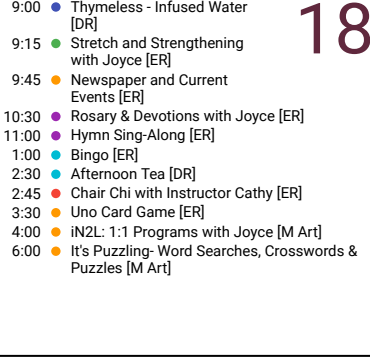 18
9:00 Thymeless - Infused Water
[DR]
9:15 Stretch and Strengthening
with Joyce [ER]
9:45 Newspaper and Current
Events [ER]
10:30 Rosary & Devotions with Joyce [ER]
11:00 Hymn Sing-Along [ER]
1:00 Bingo [ER]
2:30 Afternoon Tea [DR]
2:45 Chair Chi with Instructor Cathy [ER]
3:30 Uno Card Game [ER]
4:00 iN2L: 1:1 Programs with Joyce [M Art]
6:00 It's Puzzling- Word Searches, Crosswords &
Puzzles [M Art]